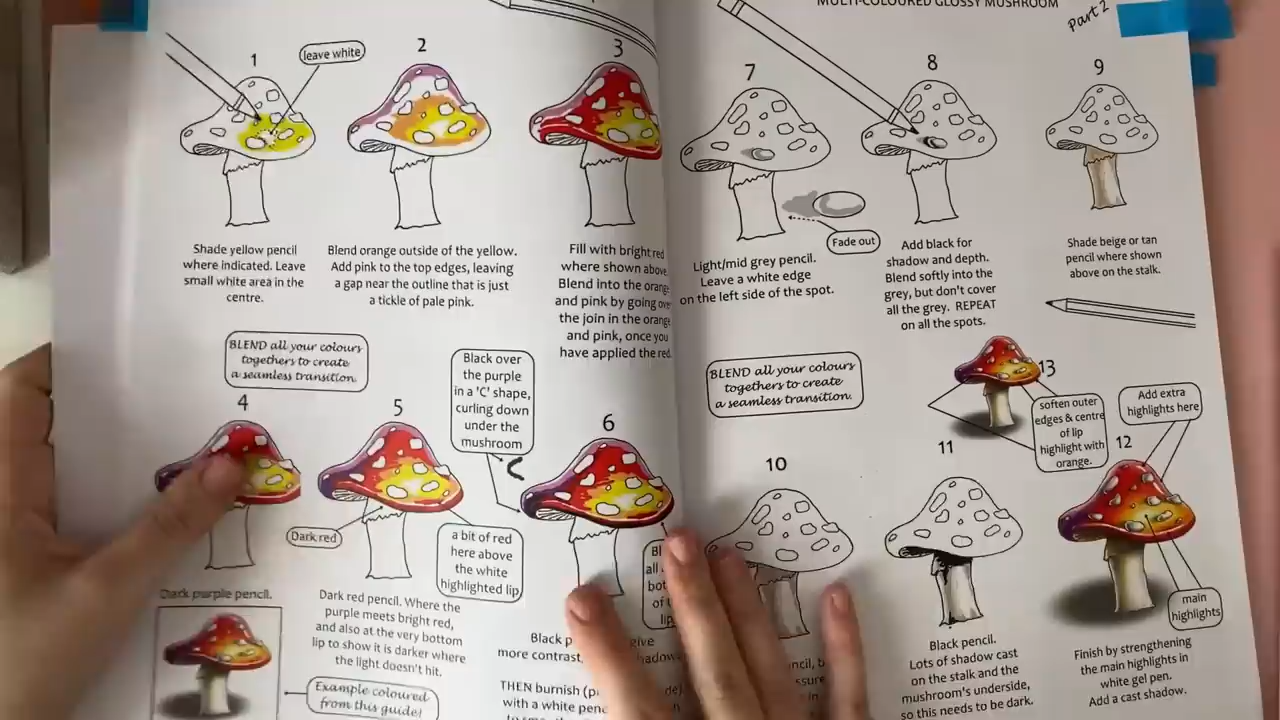 MULTI-COLOURED GLOSSY MUSHROOM
Part 2
1
leave white
2
3
Shade yellow pencil
where indicated. Leave
small white area in the
centre.
Blend orange outside of the yellow.
Add pink to the top edges, leaving
a gap near the outline that is just
a tickle of pale pink.
Fill with bright red
where shown above.
Blend into the orange
and pink by going over
the join in the orange
and pink, once you
have applied the red.
BLEND all your colours
togethers to create
a seamless transition.
4
5
Black over
the purple
in a 'C' shape,
curling down
under the
mushroom
6
Dark red
a bit of red
here above
the white
highlighted lip
Bl
all
bot
of t
lip
Dark purple pencil.
Dark red pencil. Where the
purple meets bright red,
and also at the very bottom
lip to show it is darker where
the light doesn't hit.
Example coloured
from this guide!
Black p give
more contrast, hadow
THEN burnish
with a white penc
7
8
9
Fade out
Light/mid grey pencil.
Leave a white edge
on the left side of the spot.
Add black for
shadow and depth.
Blend softly into the
grey, but don't cover
all the grey. REPEAT
on all the spots.
Shade beige or tan
pencil where shown
above on the stalk.
BLEND all your colours
togethers to create
a seamless transition.
13
soften outer
edges & centre
of lip
highlight with
orange.
Add extra
highlights here
10
11
12
main
highlights
ncil, b
ssure
in
Black pencil.
Lots of shadow cast
on the stalk and the
mushroom's underside,
so this needs to be dark.
Finish by strengthening
the main highlights in
white gel pen.
Add a cast shadow.